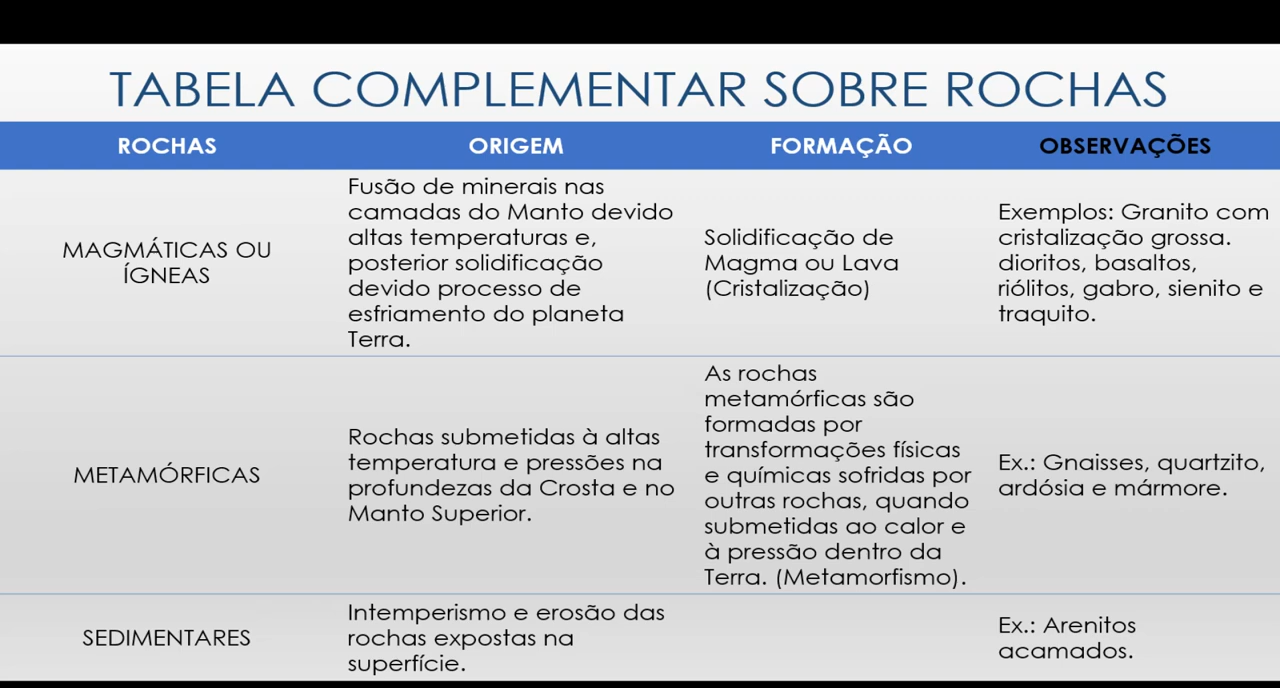 TABELA COMPLEMENTAR SOBRE ROCHAS
ROCHAS
ORIGEM
FORMAÇÃO
OBSERVAÇÕES
MAGMÁTICAS OU
ÍGNEAS
Fusão de minerais nas
camadas do Manto devido
altas temperaturas e,
posterior solidificação
devido processo de
esfriamento do planeta
Terra.
Solidificação de
Magma ou Lava
(Cristalização)
Exemplos: Granito com
cristalização grossa.
dioritos, basaltos,
riólitos, gabro, sienito e
traquito.
METAMÓRFICAS
Rochas submetidas à altas
temperatura e pressões na
profundezas da Crosta e no
Manto Superior.
As rochas
metamórficas são
formadas por
transformações físicas
e químicas sofridas por
outras rochas, quando
submetidas ao calor e
à pressão dentro da
Terra. (Metamorfismo).
Ex.: Gnaisses, quartzito,
ardósia e mármore.
SEDIMENTARES
Intemperismo e erosão das
rochas expostas na
superfície.
Ex.: Arenitos
acamados.